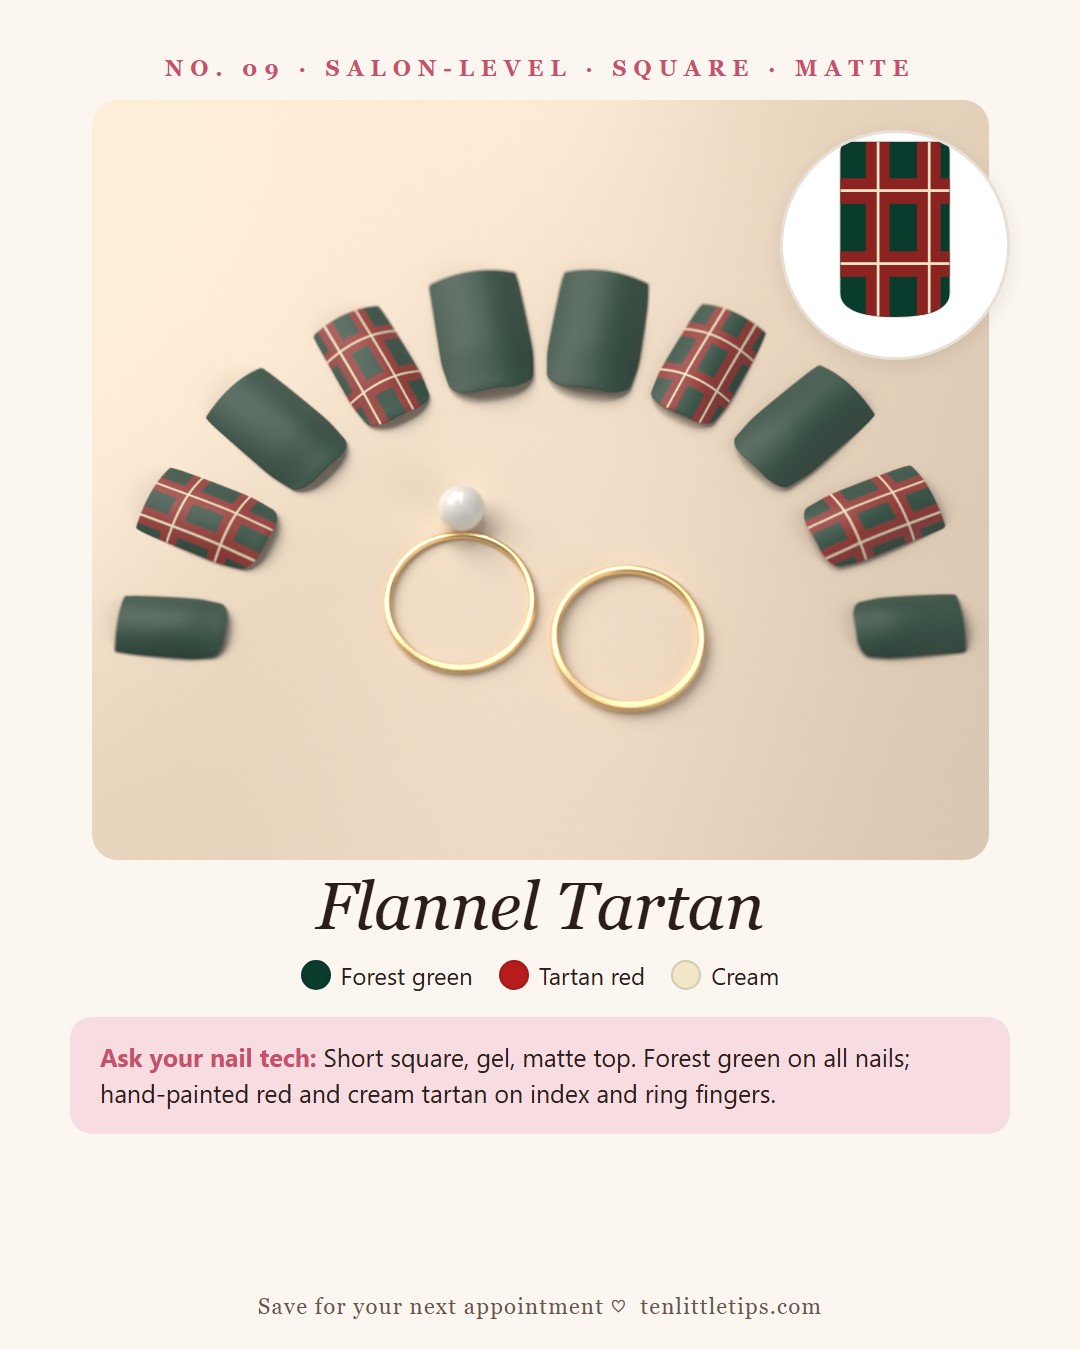 NO. 09 · SALON-LEVEL · SQUARE · MATTE
Flannel Tartan
Forest green Tartan red Cream
Ask your nail tech: Short square, gel, matte top. Forest green on all nails;
hand-painted red and cream tartan on index and ring fingers.
Save for your next appointment ♡ tenlittletips.com